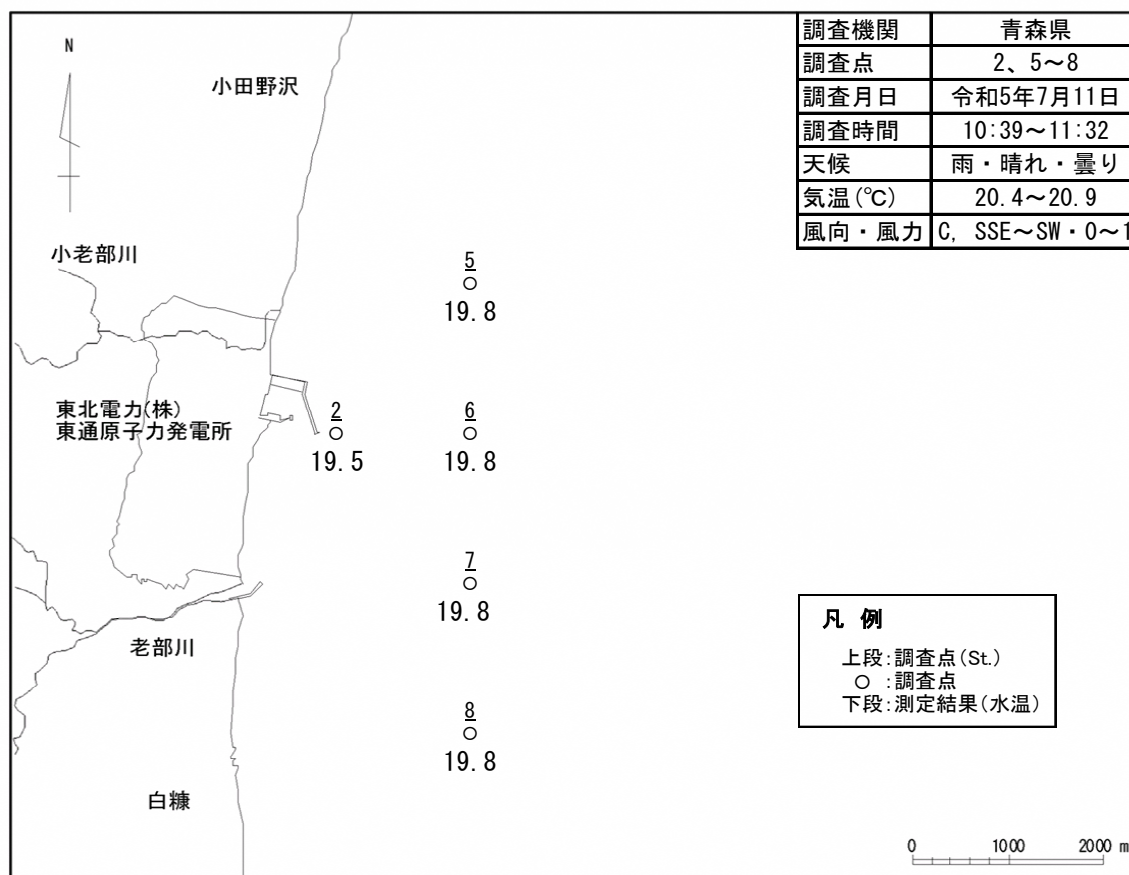 調査機関 青森県
調査点 2、5～8
調査月日 令和5年7月11日
調査時間 10:39～11:32
天候 雨・晴れ・曇り
気温(℃) 20.4～20.9
風向・風力 C, SSE～SW・0～1
N
小田野沢
小老部川
5
19.8
東北電力(株)
東通原子力発電所
2
19.5
6
19.8
7
19.8
老部川
8
19.8
白糠
凡 例
上段:調査点(St.)
○ :調査点
下段:測定結果(水温)
0 1000 2000 m